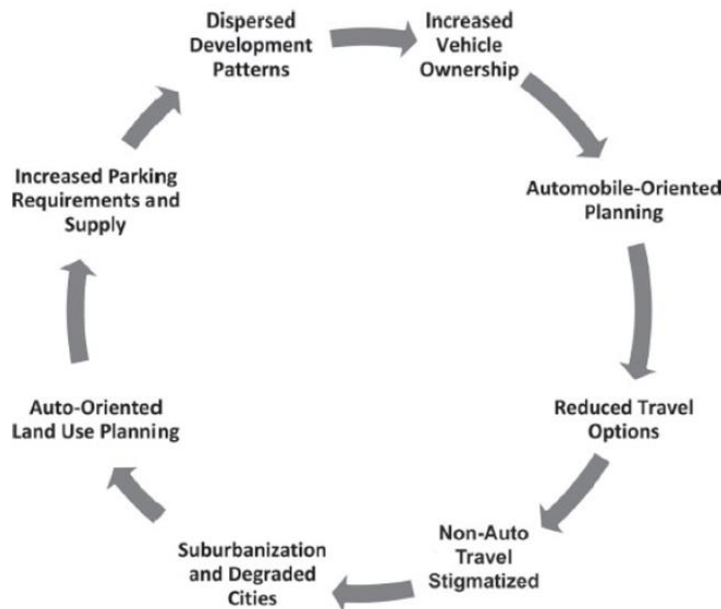 Dispersed
Development
Patterns
Increased
Vehicle
Ownership
Automobile-Oriented
Planning
Reduced Travel
Options
Non-Auto
Travel
Stigmatized
Suburbanization
and Degraded
Cities
Auto-Oriented
Land Use Planning
Increased Parking
Requirements and
Supply